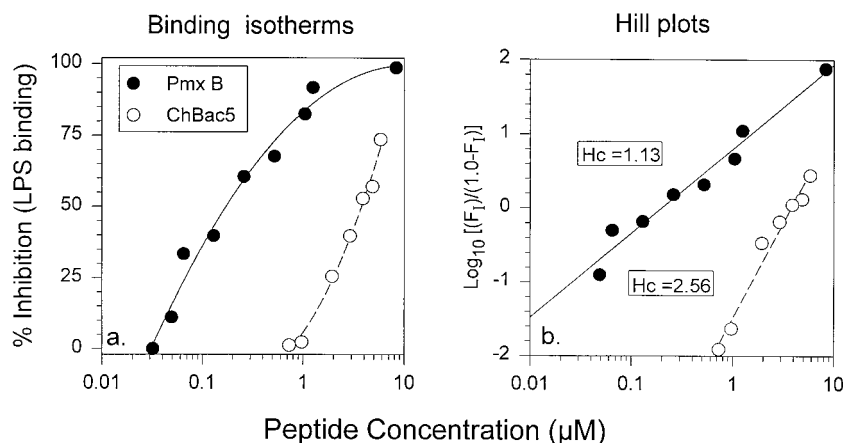 Binding isotherms
Hill plots
% Inhibition (LPS binding)
100
75
50
25
0
Pmx B
ChBac5
a.
0.01
0.1
1
10
Log10 [(FI)/(1.0-FI)]
2
1
0
-1
-2
Hc =1.13
Hc =2.56
b.
0.01
0.1
1
10
Peptide Concentration (µM)